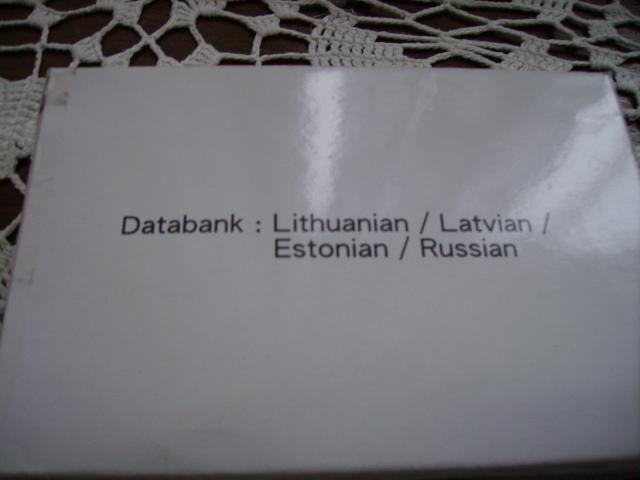 Databank : Lithuanian / Latvian /
Estonian / Russian